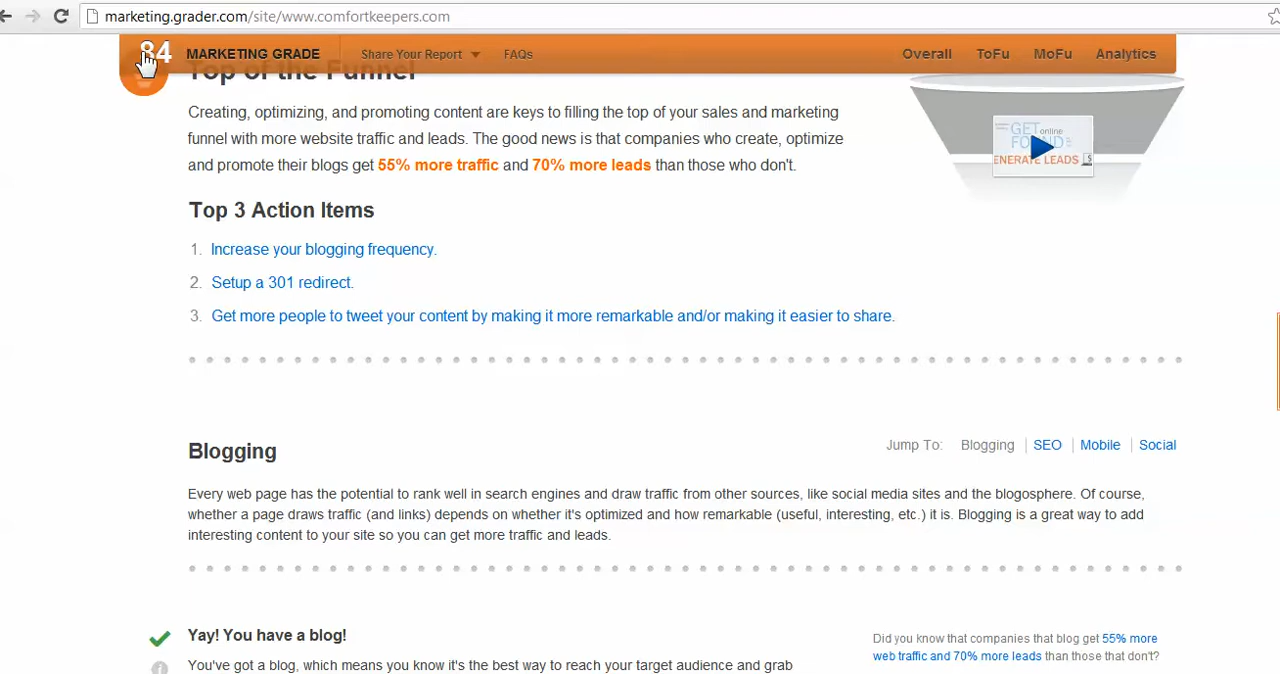 marketing.grader.com/site/www.comfortkeepers.com
84 MARKETING GRADE Share Your Report FAQs Overall ToFu MoFu Analytics
Top of the Funnel
Creating, optimizing, and promoting content are keys to filling the top of your sales and marketing
funnel with more website traffic and leads. The good news is that companies who create, optimize
and promote their blogs get 55% more traffic and 70% more leads than those who don't.
GET online
FOUND
ENERATE LEADS
Top 3 Action Items
1. Increase your blogging frequency.
2. Setup a 301 redirect.
3. Get more people to tweet your content by making it more remarkable and/or making it easier to share.
Blogging
Jump To: Blogging SEO Mobile Social
Every web page has the potential to rank well in search engines and draw traffic from other sources, like social media sites and the blogosphere. Of course,
whether a page draws traffic (and links) depends on whether it's optimized and how remarkable (useful, interesting, etc.) it is. Blogging is a great way to add
interesting content to your site so you can get more traffic and leads.
Yay! You have a blog!
You've got a blog, which means you know it's the best way to reach your target audience and grab
Did you know that companies that blog get 55% more
web traffic and 70% more leads than those that don't?